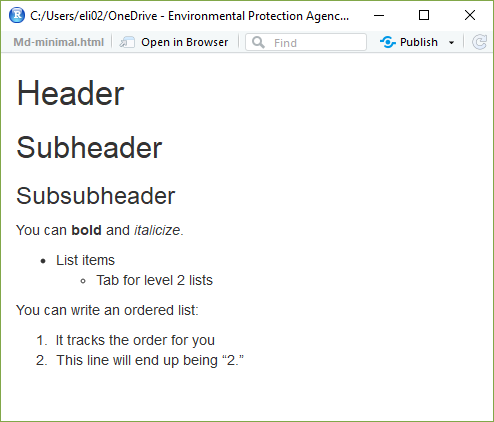 C:/Users/eli02/OneDrive - Environmental Protection Agenc...
Md-minimal.html Open in Browser Find Publish
Header
Subheader
Subsubheader
You can bold and italicize.
• List items
◦ Tab for level 2 lists
You can write an ordered list:
1. It tracks the order for you
2. This line will end up being “2.”